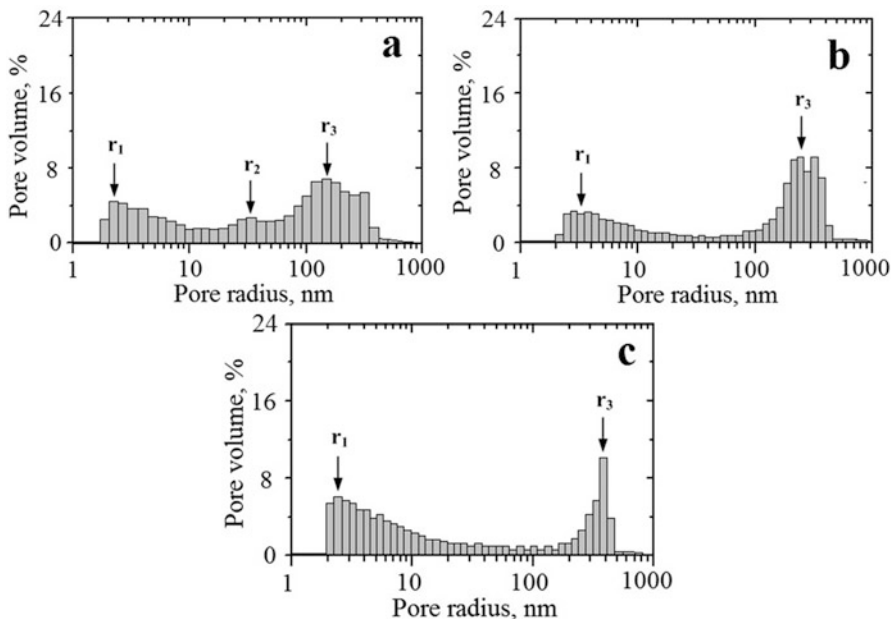 a
Pore volume, %
24
16
8
0
r₁
r₂
r₃
1
10
100
1000
Pore radius, nm
b
Pore volume, %
24
16
8
0
r₁
r₃
1
10
100
1000
Pore radius, nm
c
Pore volume, %
24
16
8
0
r₁
r₃
1
10
100
1000
Pore radius, nm